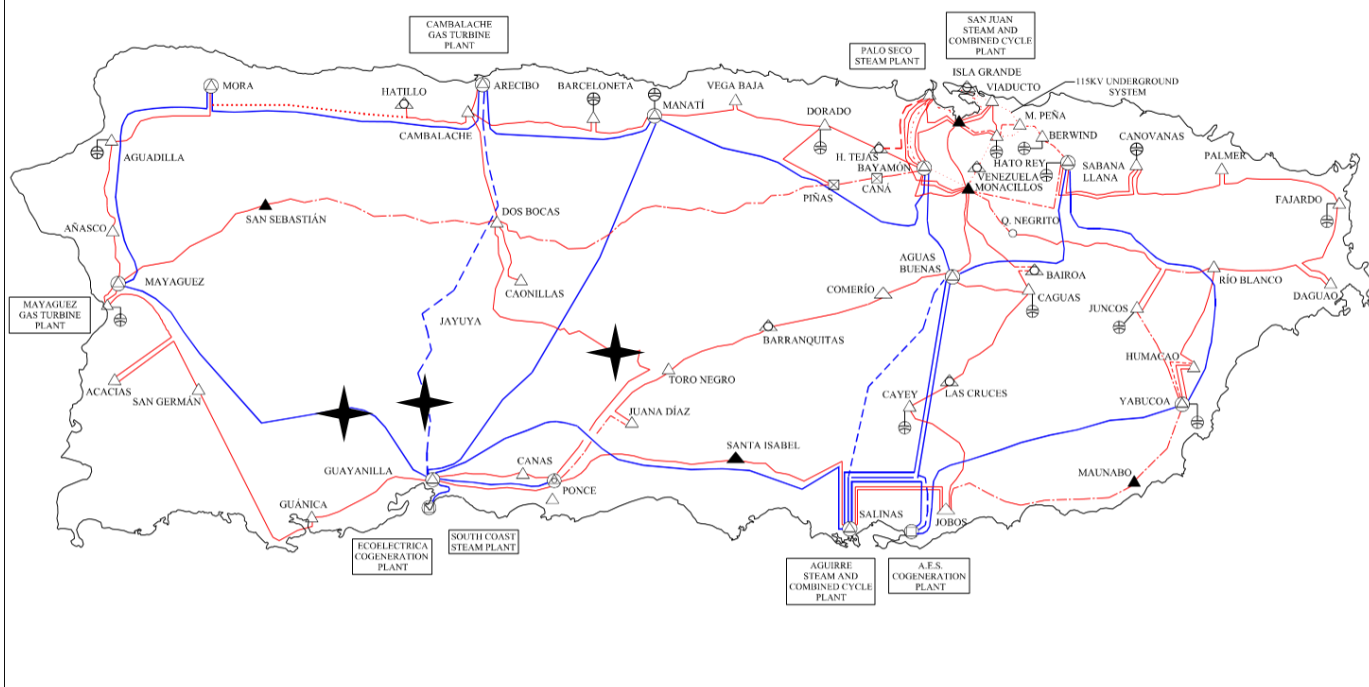 CAMBALACHE
GAS TURBINE
PLANT
SAN JUAN
STEAM AND
COMBINED CYCLE
PLANT
PALO SECO
STEAM PLANT
ISLA GRANDE
VIADUCTO
115KV UNDERGROUND
SYSTEM
MORA
HATILLO
ARECIBO
BARCELONETA
MANATÍ
VEGA BAJA
DORADO
M. PEÑA
BERWIND
CANOVANAS
CAMBALACHE
AGUADILLA
H. TEJAS
BAYAMÓN
HATO REY
SABANA
LLANA
PALMER
VENEZUELA
MONACILLOS
CANÁ
PIÑAS
FAJARDO
SAN SEBASTIÁN
DOS BOCAS
Q. NEGRITO
AÑASCO
MAYAGUEZ
CAONILLAS
AGUAS
BUENAS
BAIROA
RÍO BLANCO
COMERÍO
CAGUAS
DAGUAO
MAYAGUEZ
GAS TURBINE
PLANT
JAYUYA
JUNCOS
BARRANQUITAS
HUMACAO
ACACIAS
SAN GERMÁN
TORO NEGRO
LAS CRUCES
CAYEY
YABUCOA
JUANA DÍAZ
SANTA ISABEL
GUAYANILLA
CANAS
PONCE
MAUNABO
GUÁNICA
SALINAS
JOBOS
ECOELECTRICA
COGENERATION
PLANT
SOUTH COAST
STEAM PLANT
AGUIRRE
STEAM AND
COMBINED CYCLE
PLANT
A.E.S.
COGENERATION
PLANT